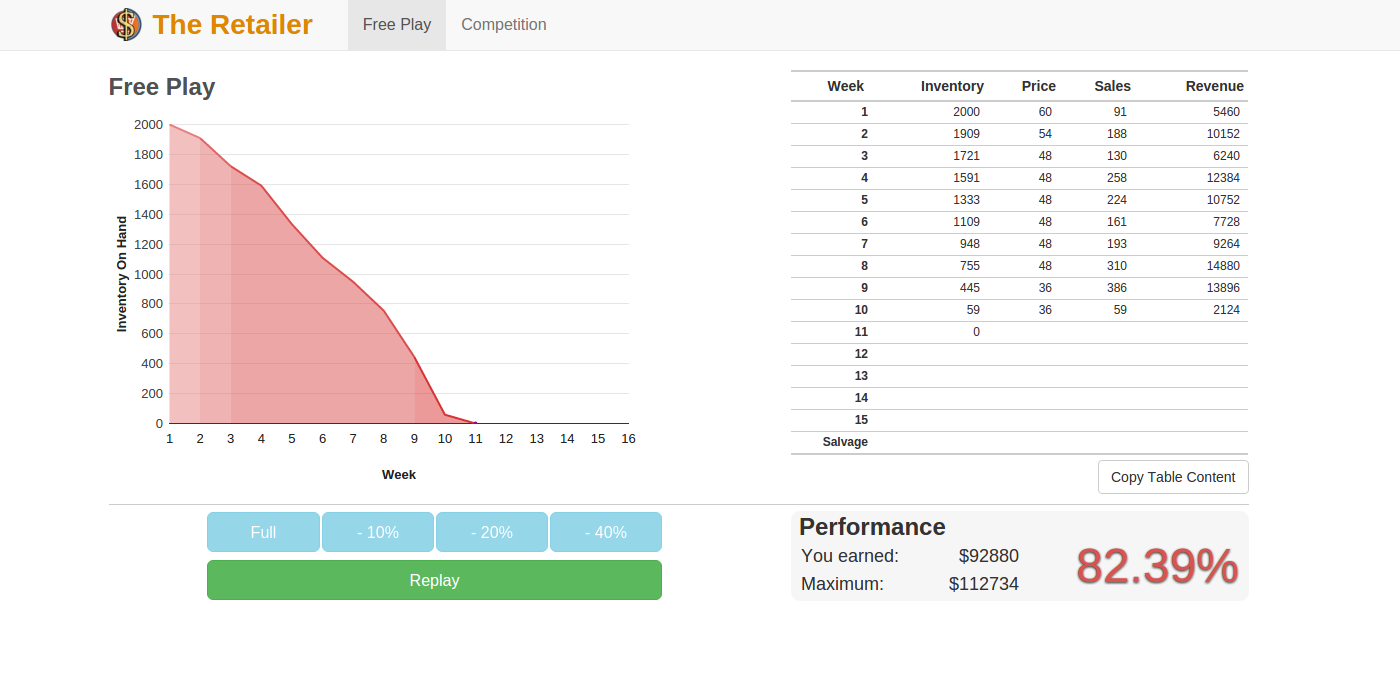 The Retailer Free Play Competition
Free Play
2000
1800
1600
1400
1200
1000
800
600
400
200
0
Inventory On Hand
1 2 3 4 5 6 7 8 9 10 11 12 13 14 15 16
Week
Week Inventory Price Sales Revenue
1 2000 60 91 5460
2 1909 54 188 10152
3 1721 48 130 6240
4 1591 48 258 12384
5 1333 48 224 10752
6 1109 48 161 7728
7 948 48 193 9264
8 755 48 310 14880
9 445 36 386 13896
10 59 36 59 2124
11 0
12
13
14
15
Salvage
Copy Table Content
Full - 10% - 20% - 40%
Replay
Performance
You earned: $92880
Maximum: $112734
82.39%